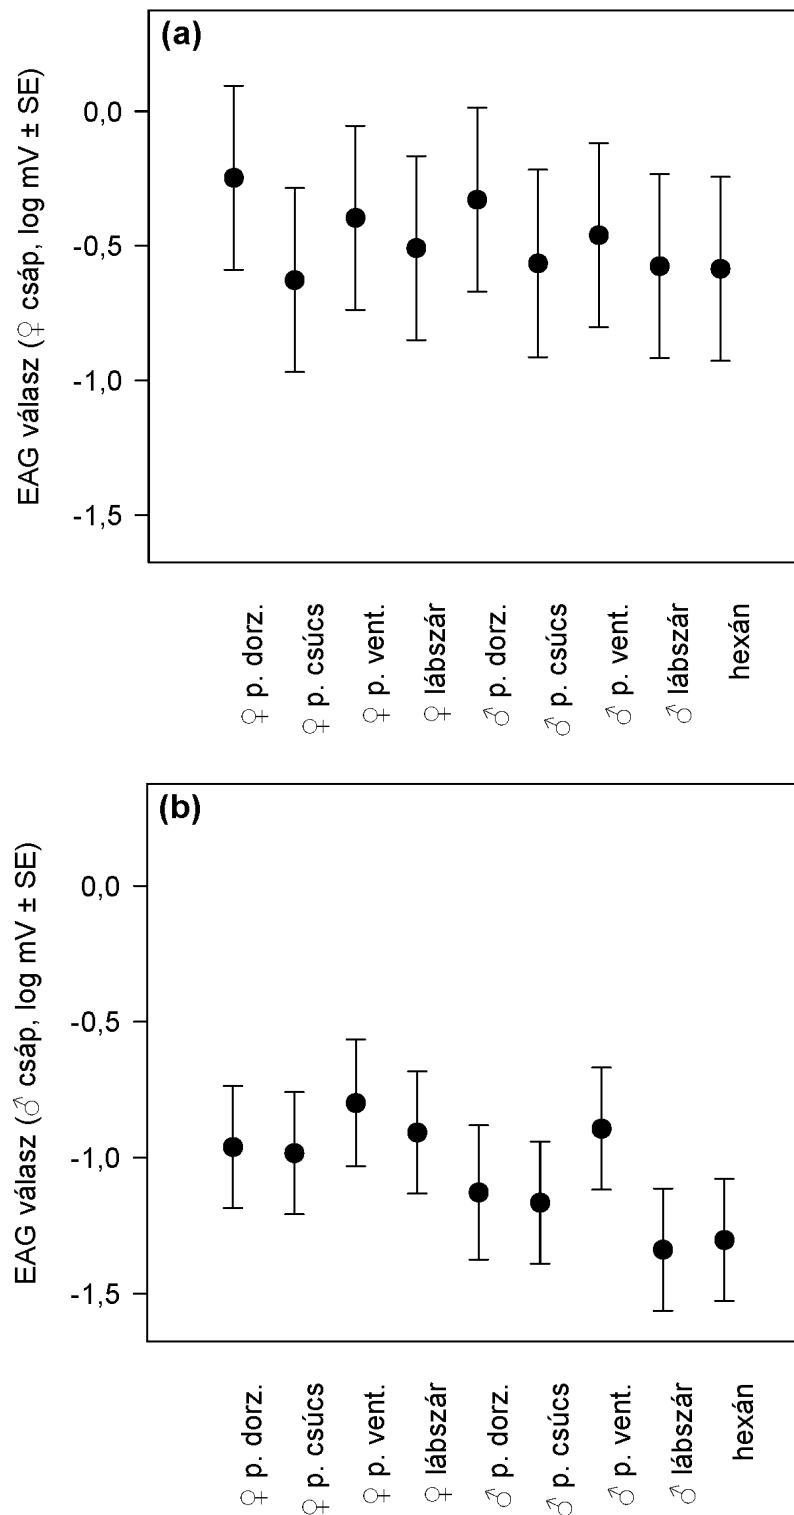 (a)
EAG válasz (♀ csáp, log mV ± SE)
0,0
-0,5
-1,0
-1,5
♀ p. dorz.
♀ p. csúcs
♀ p. vent.
♀ lábszár
♂ p. dorz.
♂ p. csúcs
♂ p. vent.
♂ lábszár
hexán
(b)
EAG válasz (♂ csáp, log mV ± SE)
0,0
-0,5
-1,0
-1,5
♀ p. dorz.
♀ p. csúcs
♀ p. vent.
♀ lábszár
♂ p. dorz.
♂ p. csúcs
♂ p. vent.
♂ lábszár
hexán